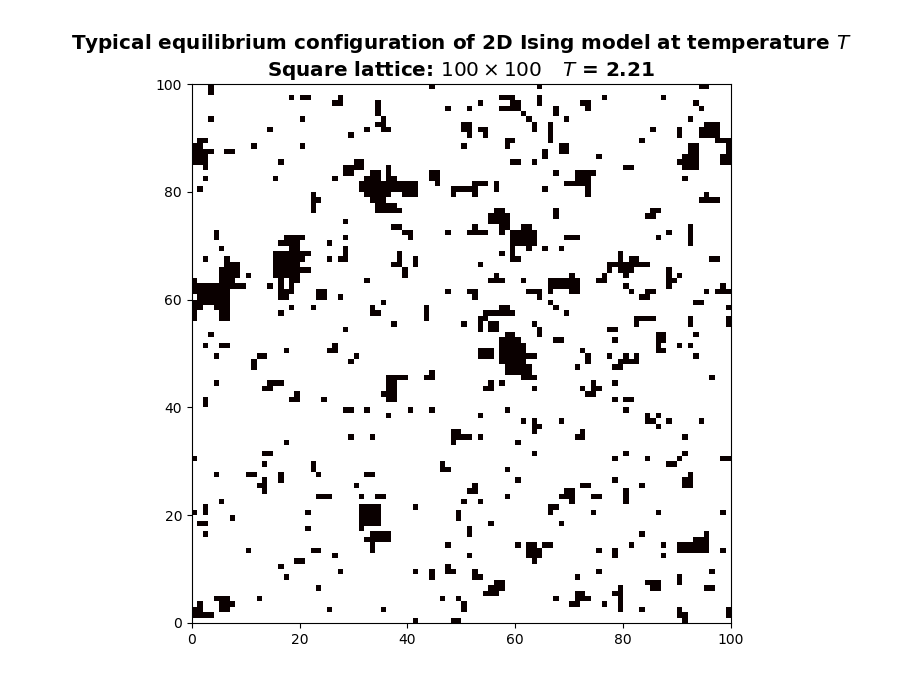 Typical equilibrium configuration of 2D Ising model at temperature T
Square lattice: 100 × 100 T = 2.21
100
80
60
40
20
0
0 20 40 60 80 100